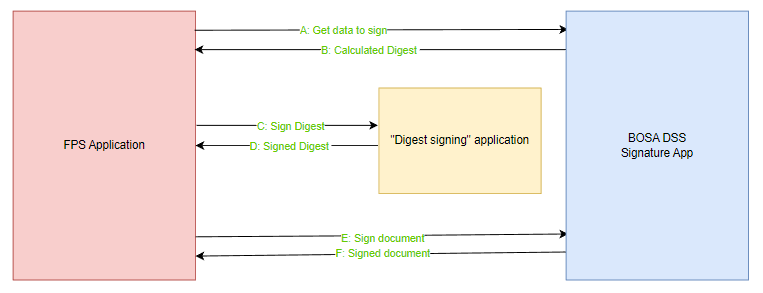 A: Get data to sign
B: Calculated Digest
C: Sign Digest
"Digest signing" application
FPS Application
D: Signed Digest
BOSA DSS
Signature App
E: Sign document
F: Signed document